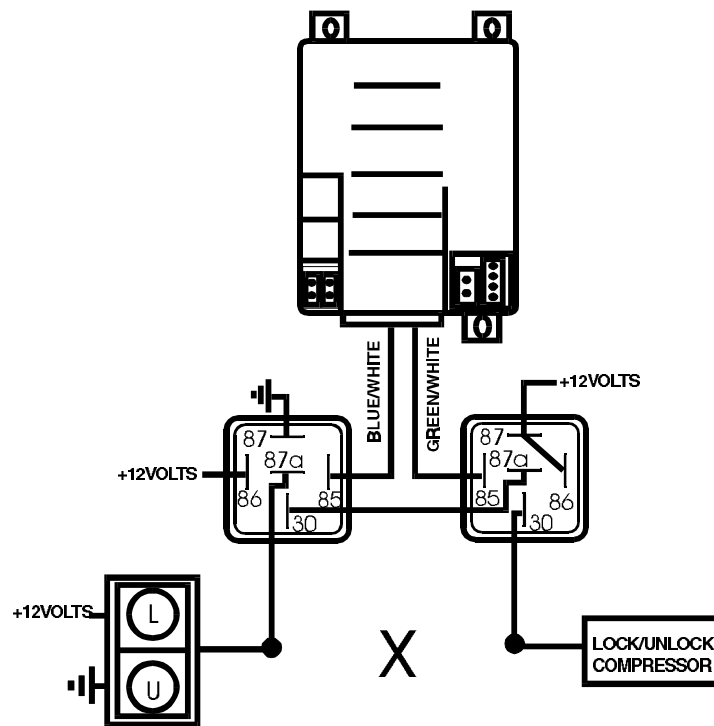 BLUE/WHITE
GREEN/WHITE
+12VOLTS
87
87a
+12VOLTS
86
85
30
87
87a
85
86
30
+12VOLTS
L
U
X
LOCK/UNLOCK
COMPRESSOR